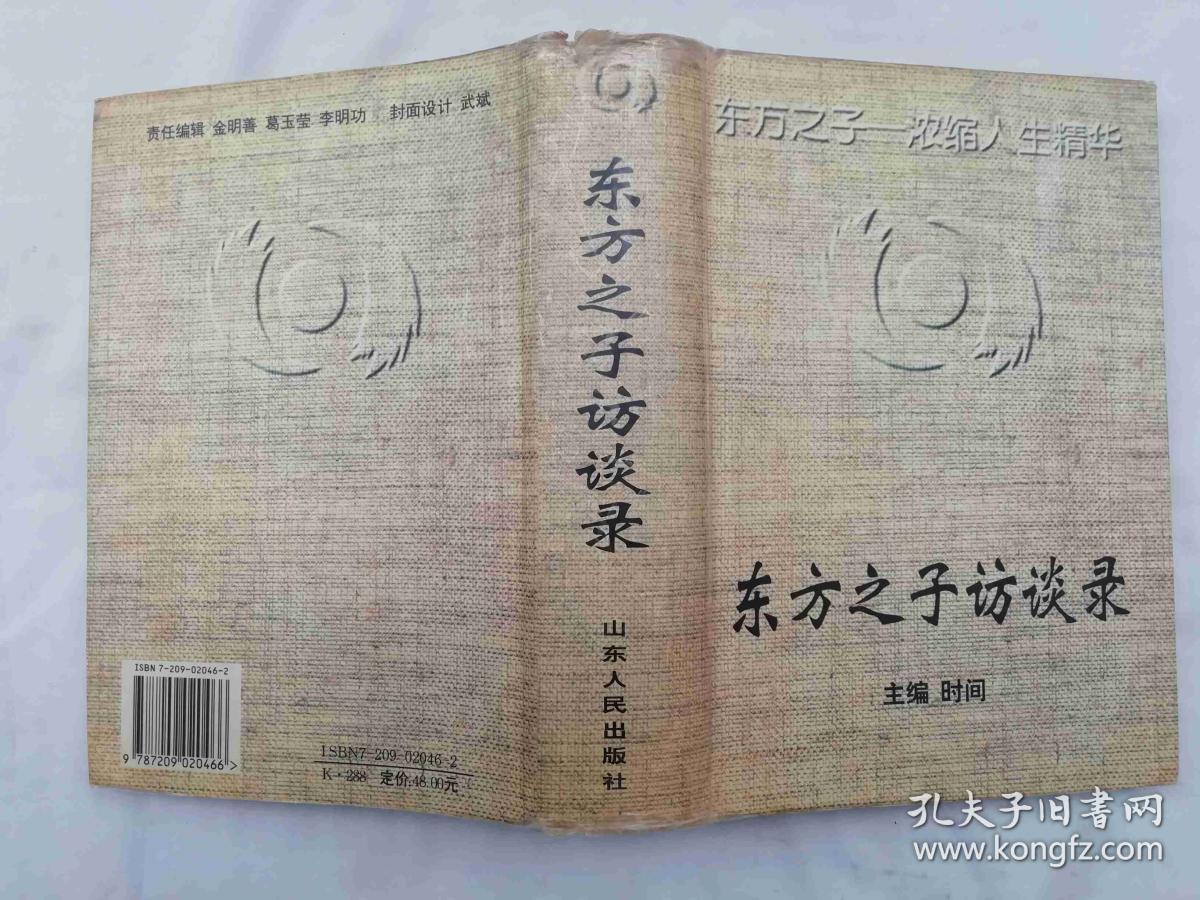 责任编辑 金明善 葛玉莹 李明功 封面设计 武斌
ISBN 7-209-02046-2
9 787209 020466 >
ISBN7-209-02046-2
K·288 定价:48.00元
东方之子访谈录
山东人民出版社
东方之子—浓缩人生精华
东方之子访谈录
主编 时间
孔夫子旧书网
www.kongfz.com